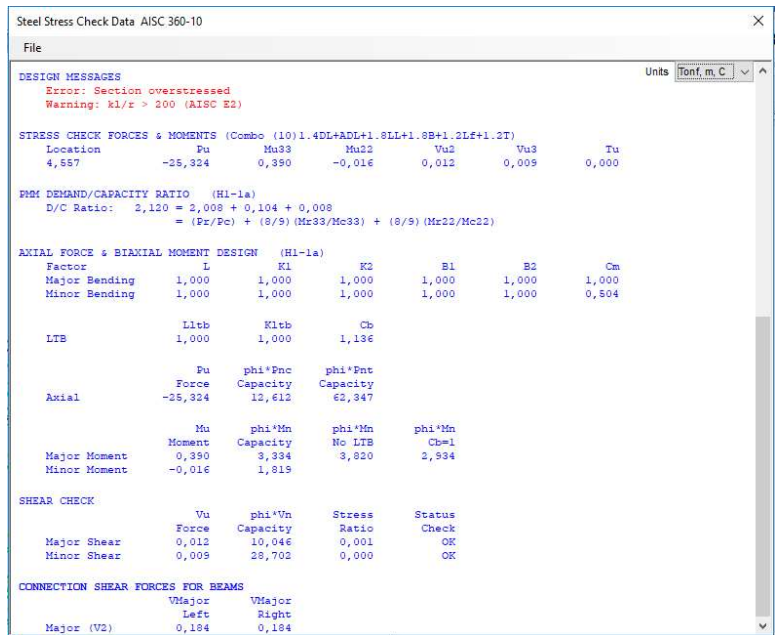 Steel Stress Check Data AISC 360-10
File
Units Tonf, m, C
DESIGN MESSAGES
Error: Section overstressed
Warning: kl/r > 200 (AISC E2)
STRESS CHECK FORCES & MOMENTS (Combo (10)1.4DL+ADL+1.8LL+1.8B+1.2Lf+1.2T)
Location Pu Mu33 Mu22 Vu2 Vu3 Tu
4,557 -25,324 0,390 -0,016 0,012 0,009 0,000
PMM DEMAND/CAPACITY RATIO (H1-1a)
D/C Ratio: 2,120 = 2,008 + 0,104 + 0,008
= (Pr/Pc) + (8/9)(Mr33/Mc33) + (8/9)(Mr22/Mc22)
AXIAL FORCE & BIAXIAL MOMENT DESIGN (H1-1a)
Factor L K1 K2 B1 B2 Cm
Major Bending 1,000 1,000 1,000 1,000 1,000 1,000
Minor Bending 1,000 1,000 1,000 1,000 1,000 0,504
Lltb Kltb Cb
LTB 1,000 1,000 1,136
Pu phi*Pnc phi*Pnt
Force Capacity Capacity
Axial -25,324 12,612 62,347
Mu phi*Mn phi*Mn phi*Mn
Moment Capacity No LTB Cb=1
Major Moment 0,390 3,334 3,820 2,934
Minor Moment -0,016 1,819
SHEAR CHECK
Vu phi*Vn Stress Status
Force Capacity Ratio Check
Major Shear 0,012 10,046 0,001 OK
Minor Shear 0,009 28,702 0,000 OK
CONNECTION SHEAR FORCES FOR BEAMS
VMajor VMajor
Left Right
Major (V2) 0,184 0,184